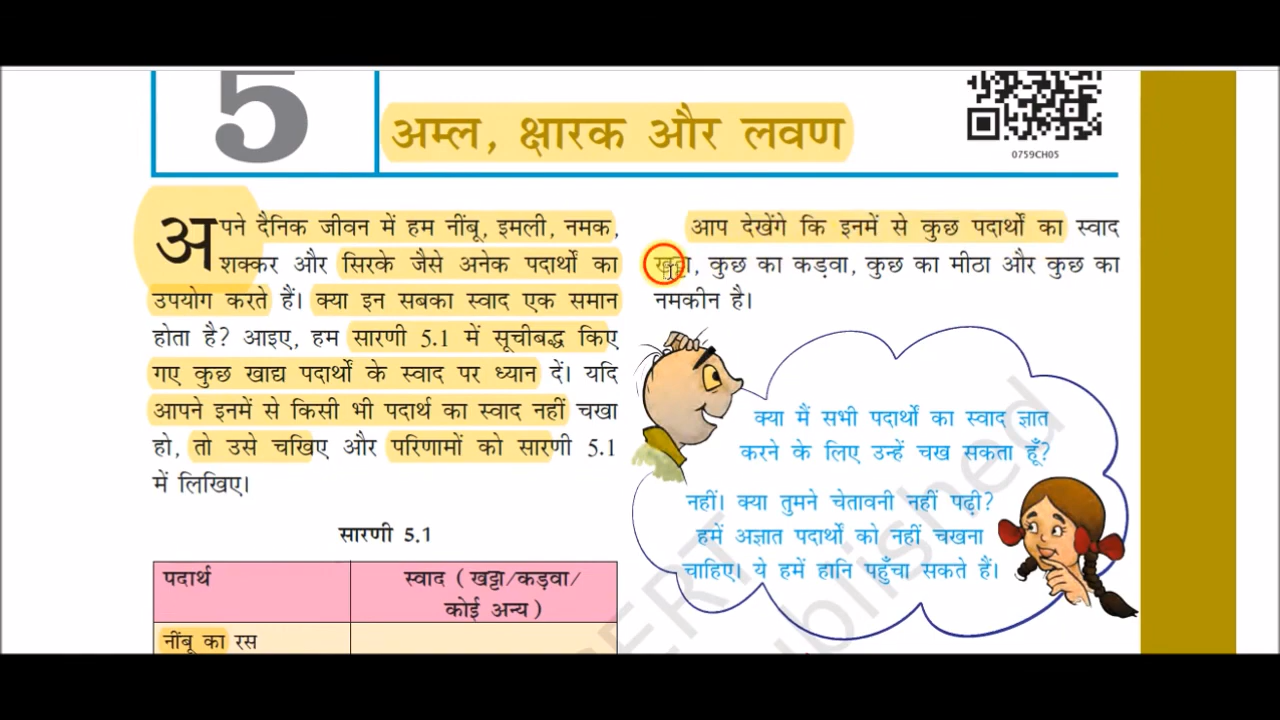 5
अम्ल, क्षारक और लवण
0759CH05
अपने दैनिक जीवन में हम नींबू, इमली, नमक,
शक्कर और सिरके जैसे अनेक पदार्थों का
उपयोग करते हैं। क्या इन सबका स्वाद एक समान
होता है? आइए, हम सारणी 5.1 में सूचीबद्ध किए
गए कुछ खाद्य पदार्थों के स्वाद पर ध्यान दें। यदि
आपने इनमें से किसी भी पदार्थ का स्वाद नहीं चखा
हो, तो उसे चखिए और परिणामों को सारणी 5.1
में लिखिए।
सारणी 5.1
पदार्थ
स्वाद (खट्टा/कड़वा/
कोई अन्य)
नींबू का रस
आप देखेंगे कि इनमें से कुछ पदार्थों का स्वाद
खट्टा, कुछ का कड़वा, कुछ का मीठा और कुछ का
नमकीन है।
क्या मैं सभी पदार्थों का स्वाद ज्ञात
करने के लिए उन्हें चख सकता हूँ?
नहीं। क्या तुमने चेतावनी नहीं पढ़ी?
हमें अज्ञात पदार्थों को नहीं चखना
चाहिए। ये हमें हानि पहुँचा सकते हैं।